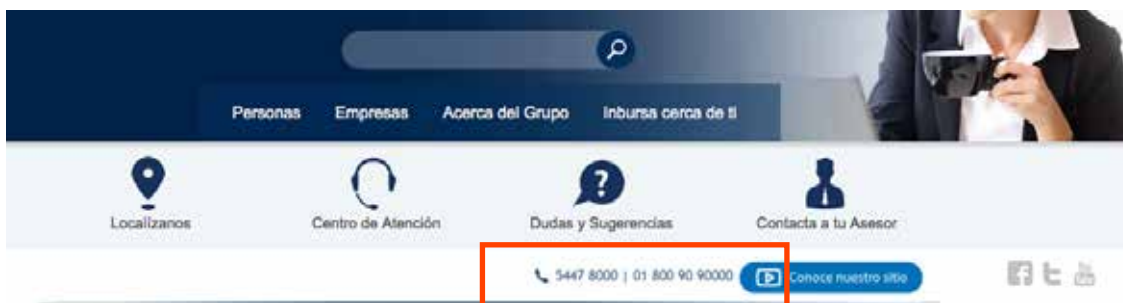 Personas Empresas Acerca del Grupo Inbursa cerca de ti
Localízanos Centro de Atención Dudas y Sugerencias Contacta a tu Asesor
5447 8000 | 01 800 90 90000 Conoce nuestro sitio